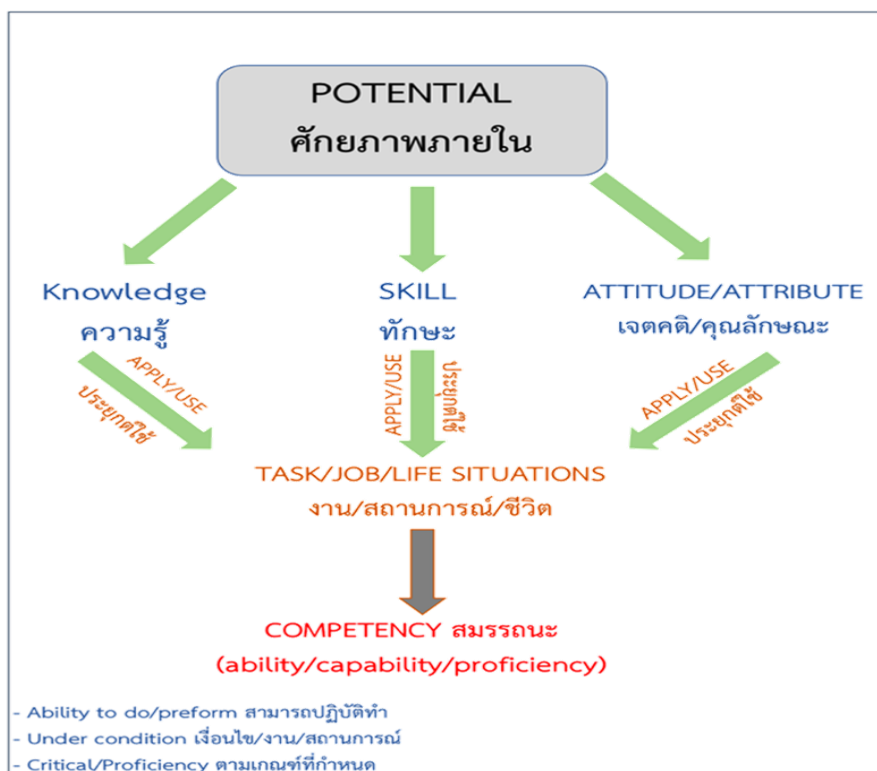 POTENTIAL
ศักยภาพภายใน
Knowledge
ความรู้
SKILL
ทักษะ
ATTITUDE/ATTRIBUTE
เจตคติ/คุณลักษณะ
APPLY/USE
ประยุกต์ใช้
APPLY/USE
ประยุกต์ใช้
APPLY/USE
ประยุกต์ใช้
TASK/JOB/LIFE SITUATIONS
งาน/สถานการณ์/ชีวิต
COMPETENCY สมรรถนะ
(ability/capability/proficiency)
- Ability to do/preform สามารถปฏิบัติทำ
- Under condition เงื่อนไข/งาน/สถานการณ์
- Critical/Proficiency ตามเกณฑ์ที่กำหนด